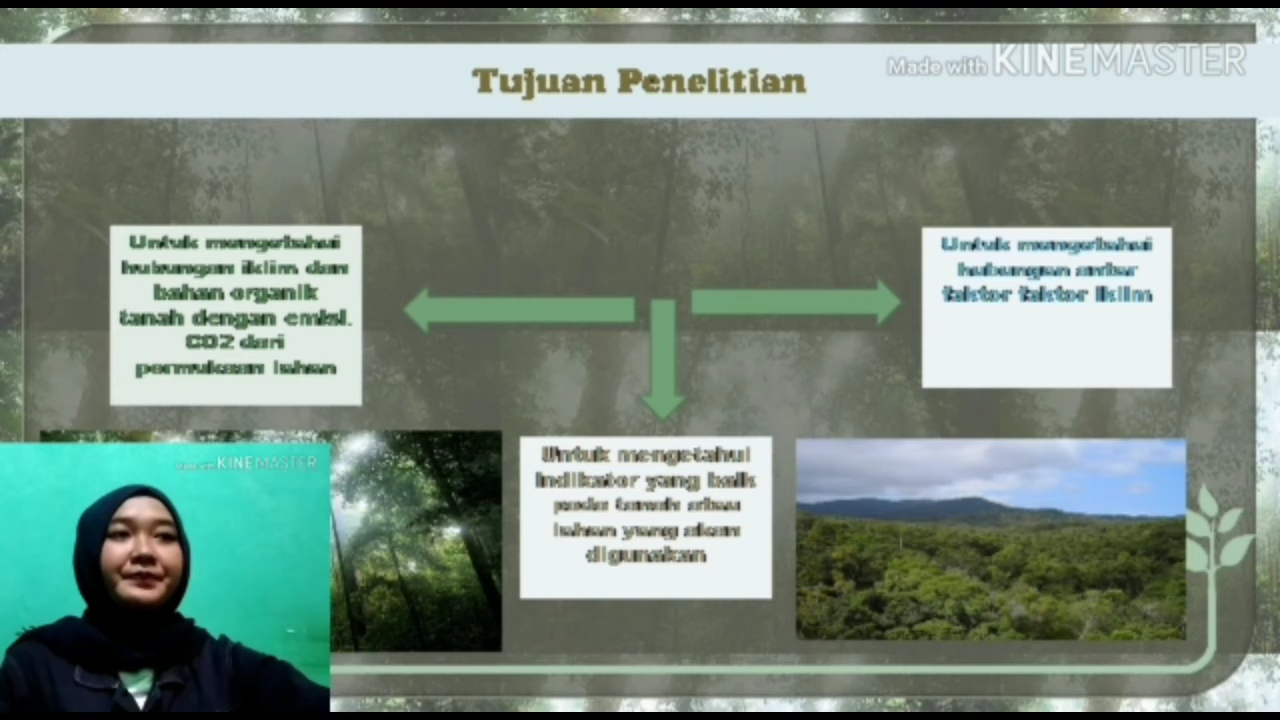 Tujuan Penelitian
Made with KINEMASTER
Untuk mengetahui
hubungan iklim dan
bahan organik
tanah dengan emisi.
CO2 dari
permukaan lahan
Untuk mengetahui
hubungan antar
faktor faktor iklim
Untuk mengetahui
indikator yang baik
pada tanah atau
lahan yang akan
digunakan
Made with KINEMASTER